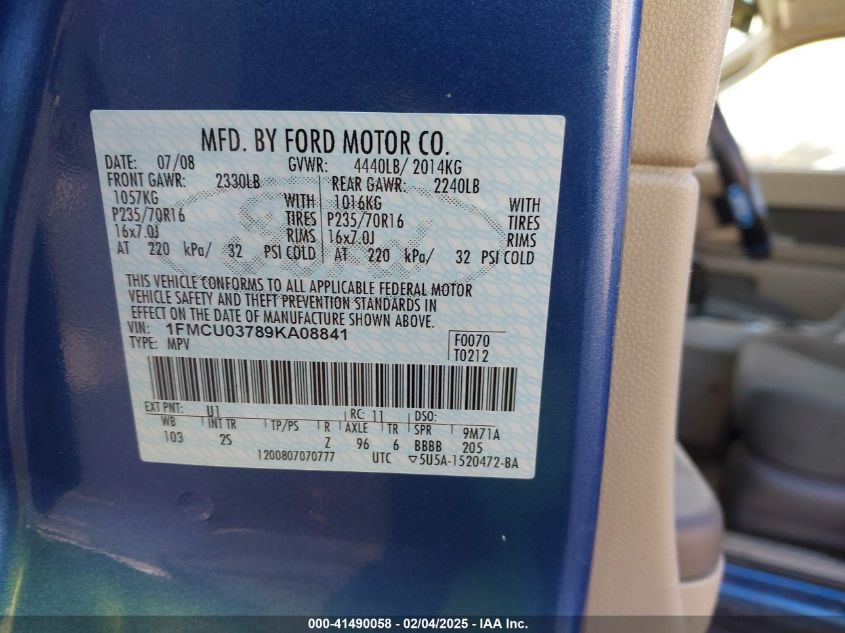 MFD. BY FORD MOTOR CO.
DATE: 07/08 GVWR: 4440LB/ 2014KG
FRONT GAWR: 2330LB REAR GAWR: 2240LB
1057KG WITH 1016KG WITH
P235/70R16 TIRES P235/70R16 TIRES
16x7.0J RIMS 16x7.0J RIMS
AT 220 kPa/ 32 PSI COLD AT 220 kPa/ 32 PSI COLD
THIS VEHICLE CONFORMS TO ALL APPLICABLE FEDERAL MOTOR
VEHICLE SAFETY AND THEFT PREVENTION STANDARDS IN
EFFECT ON THE DATE OF MANUFACTURE SHOWN ABOVE.
VIN: 1FMCU03789KA08841 F0070
TYPE: MPV T0212
EXT PNT: U1 RC: 11 DSO:
WB INT TR TP/PS R AXLE TR SPR 9M71A
103 2S Z 96 6 BBBB 205
1200807070777 UTC ▽5U5A-1520472-BA
Ford
000-41490058 - 02/04/2025 - IAA Inc.